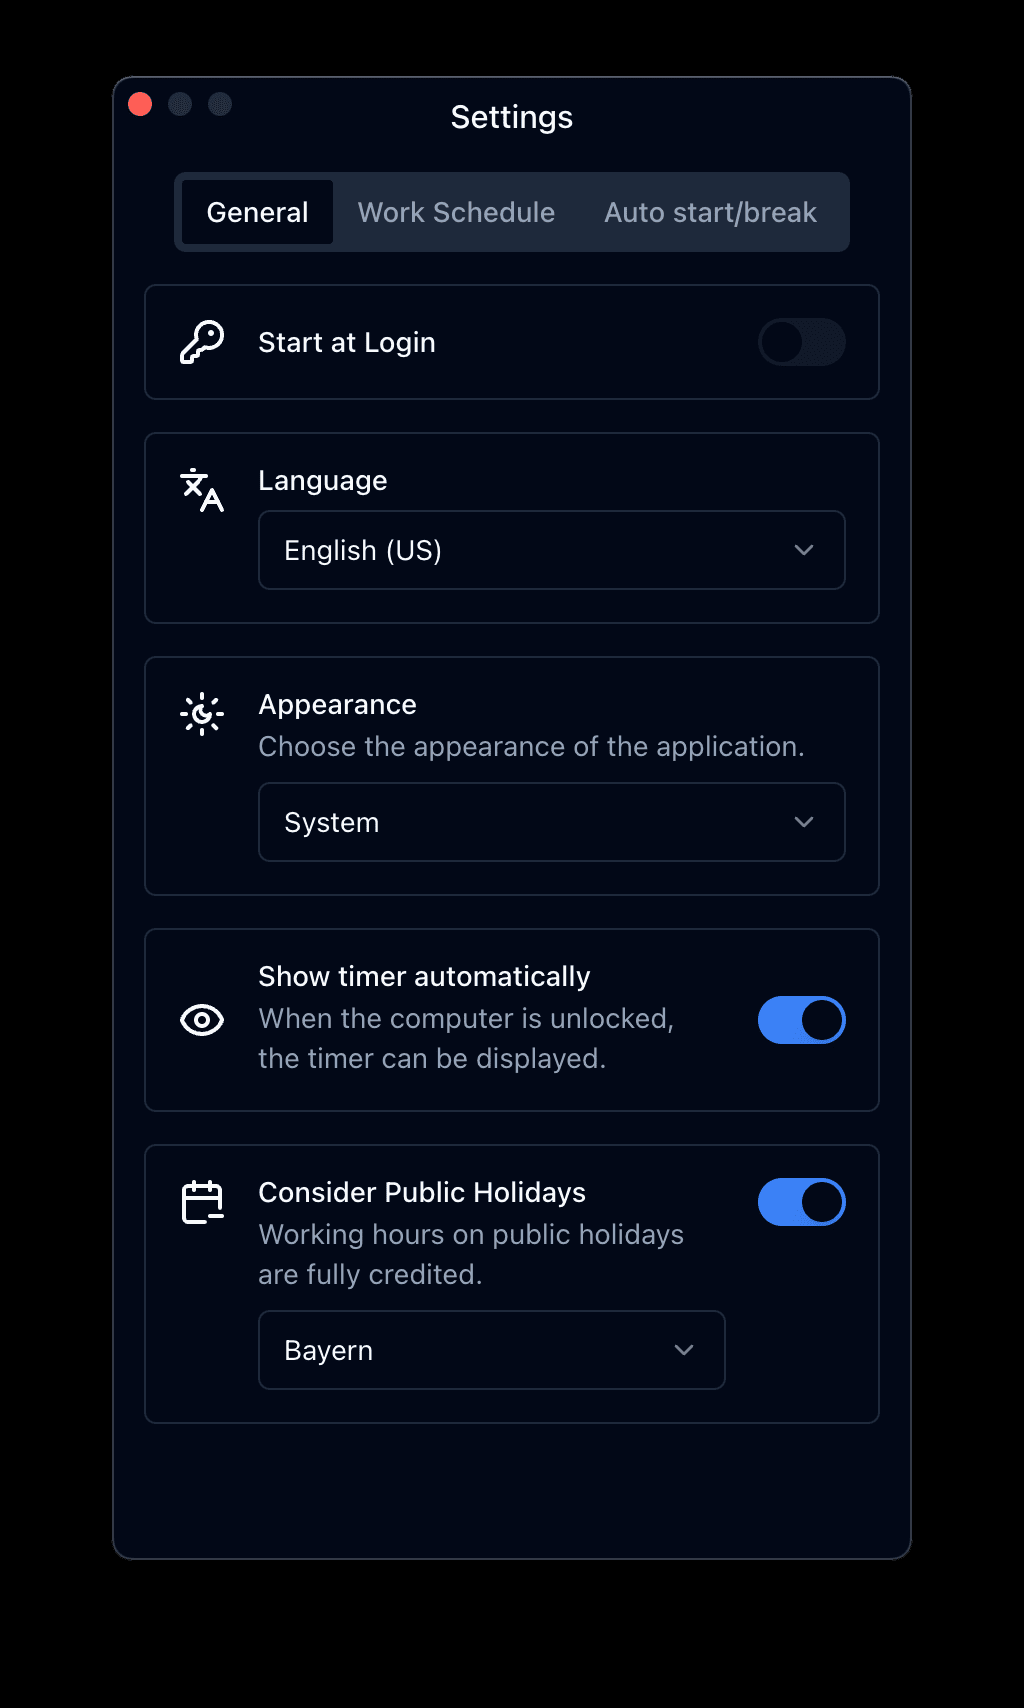 Settings
General
Work Schedule
Auto start/break
Start at Login
Language
English (US)
Appearance
Choose the appearance of the application.
System
Show timer automatically
When the computer is unlocked,
the timer can be displayed.
Consider Public Holidays
Working hours on public holidays
are fully credited.
Bayern